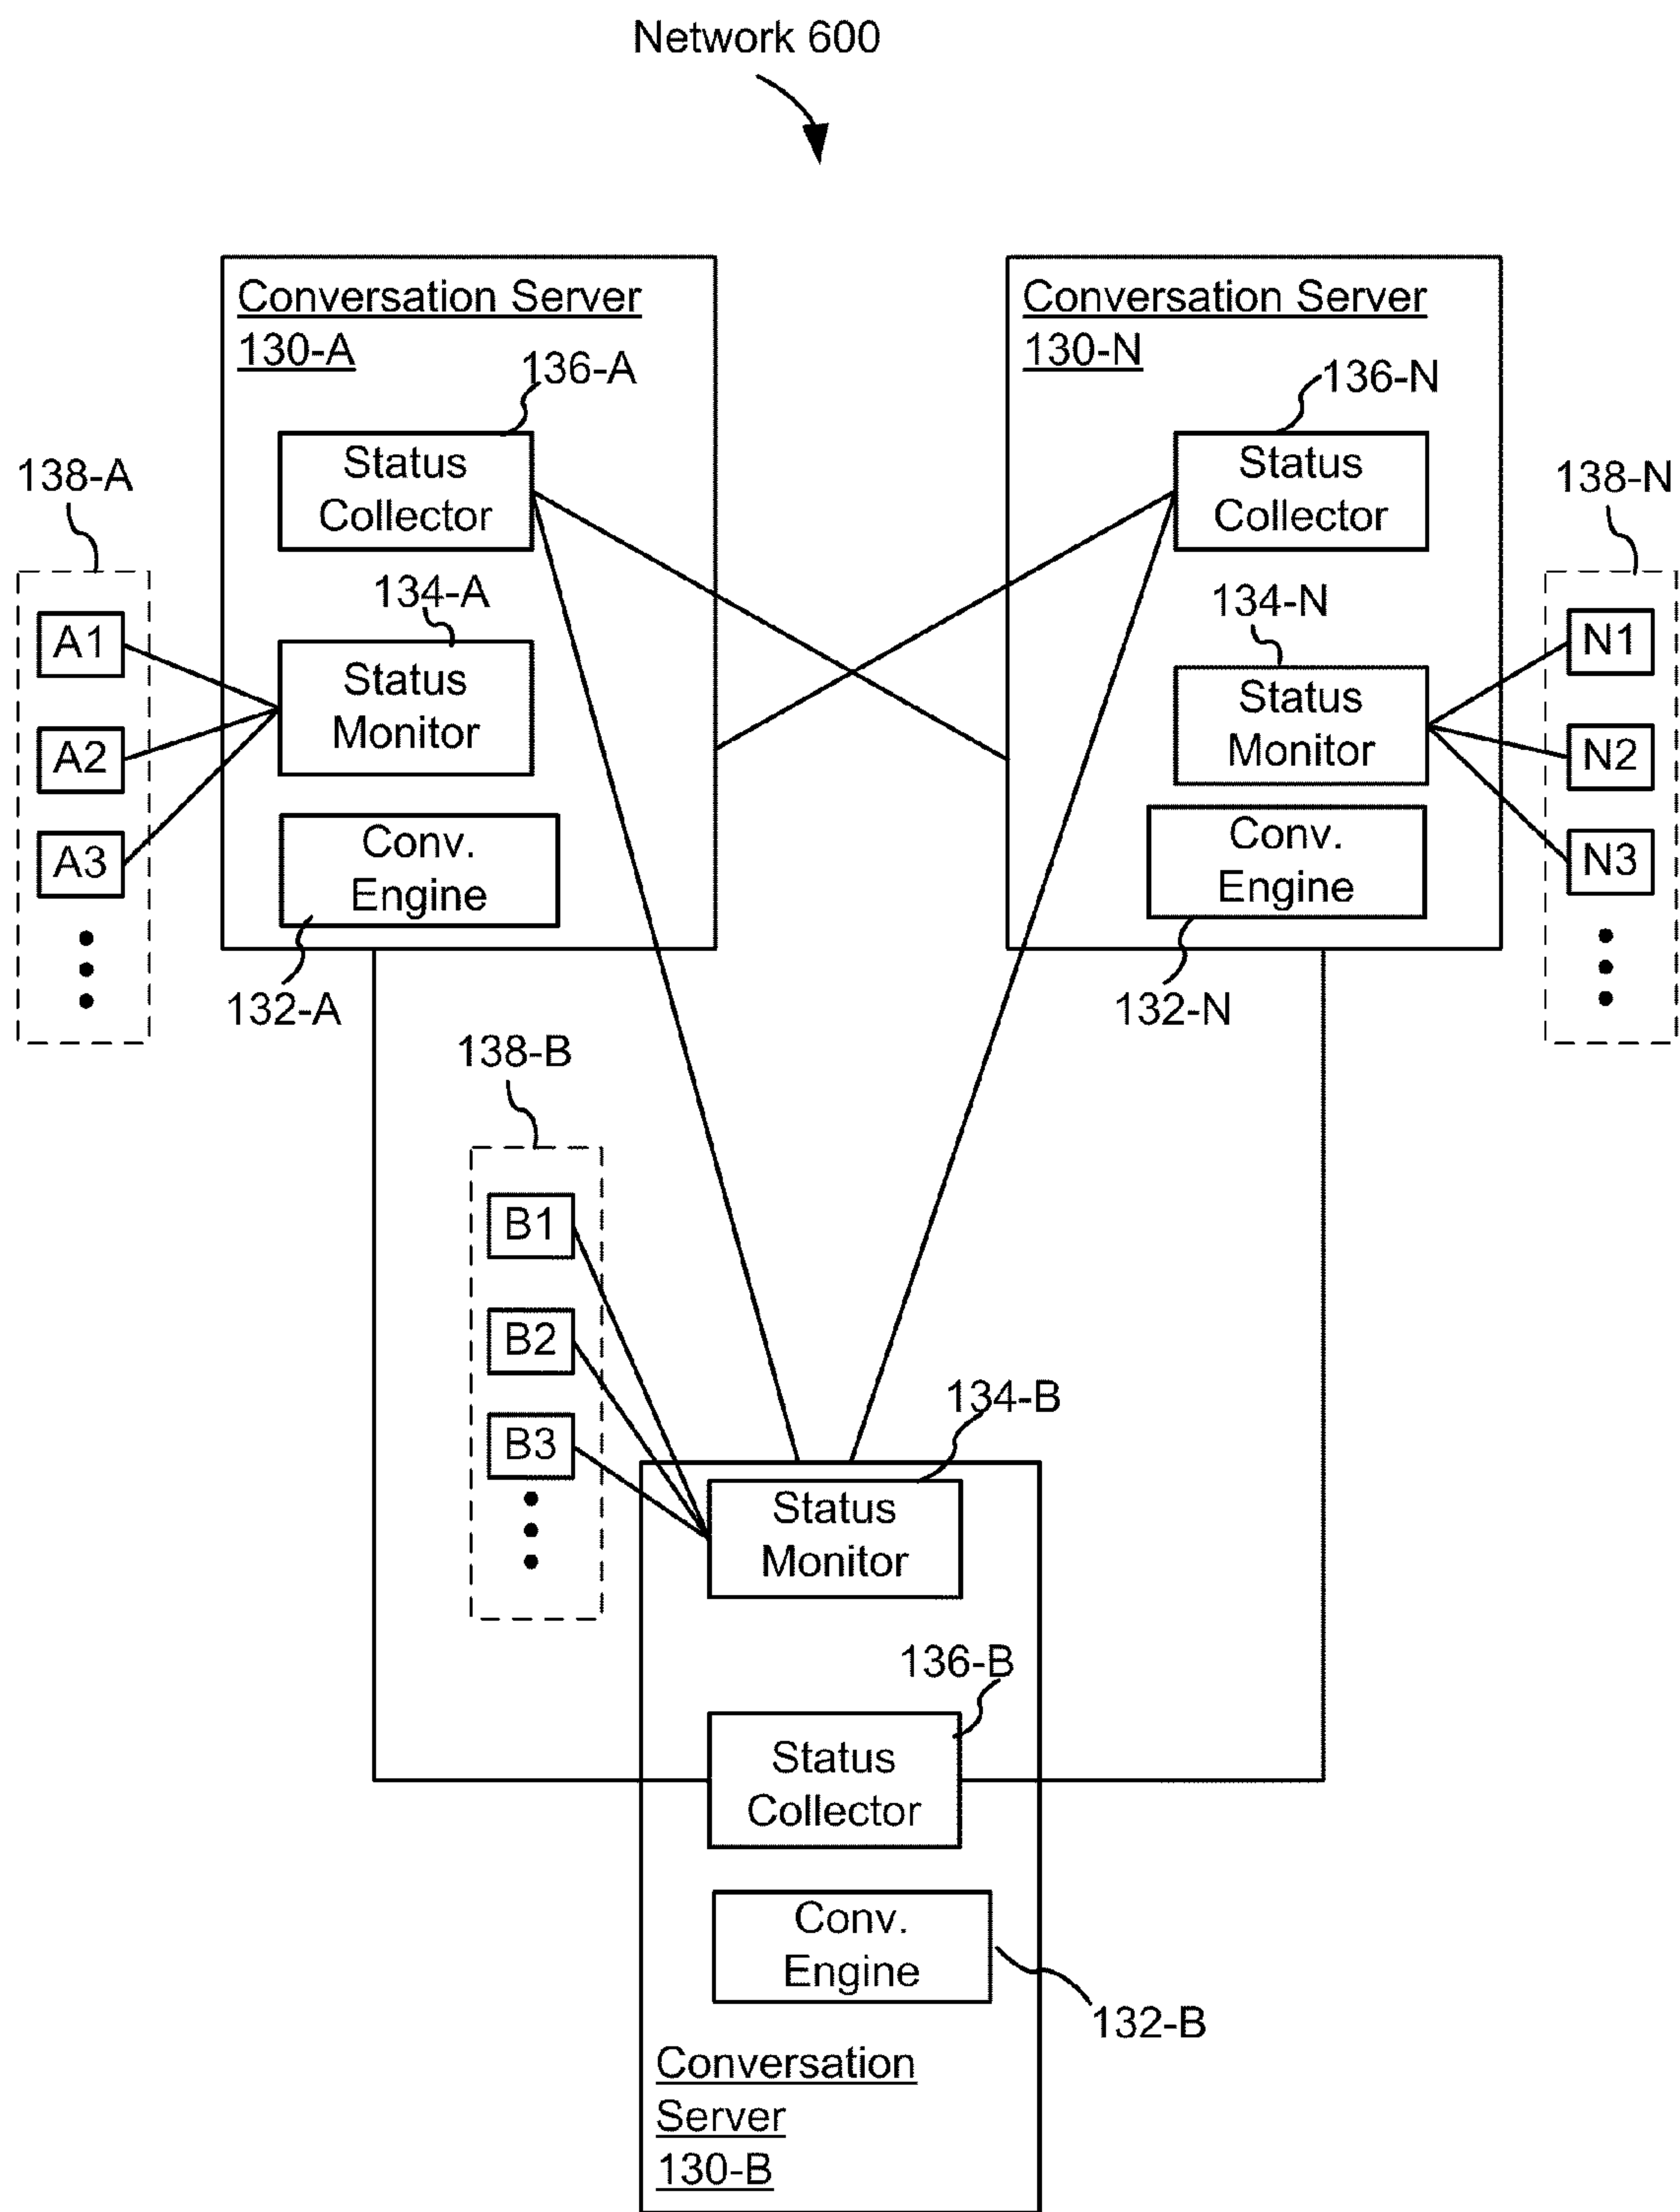 Network 600
Conversation Server
130-A
136-A
Status
Collector
138-A
134-A
A1
A2
A3
Status
Monitor
Conv.
Engine
132-A
Conversation Server
130-N
136-N
Status
Collector
138-N
134-N
Status
Monitor
N1
N2
N3
Conv.
Engine
132-N
138-B
B1
B2
B3
134-B
Status
Monitor
136-B
Status
Collector
Conv.
Engine
132-B
Conversation
Server
130-B